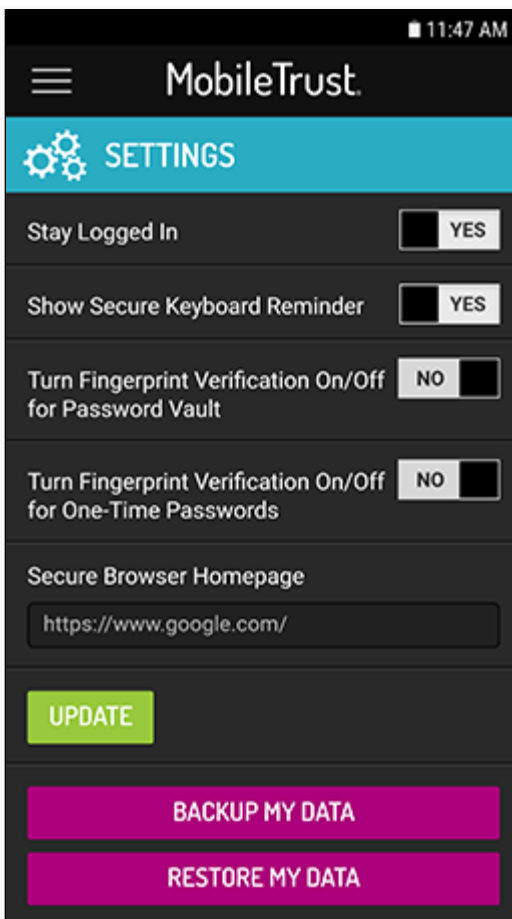 11:47 AM
MobileTrust.
SETTINGS
Stay Logged In
YES
Show Secure Keyboard Reminder
YES
Turn Fingerprint Verification On/Off
for Password Vault
NO
Turn Fingerprint Verification On/Off
for One-Time Passwords
NO
Secure Browser Homepage
https://www.google.com/
UPDATE
BACKUP MY DATA
RESTORE MY DATA